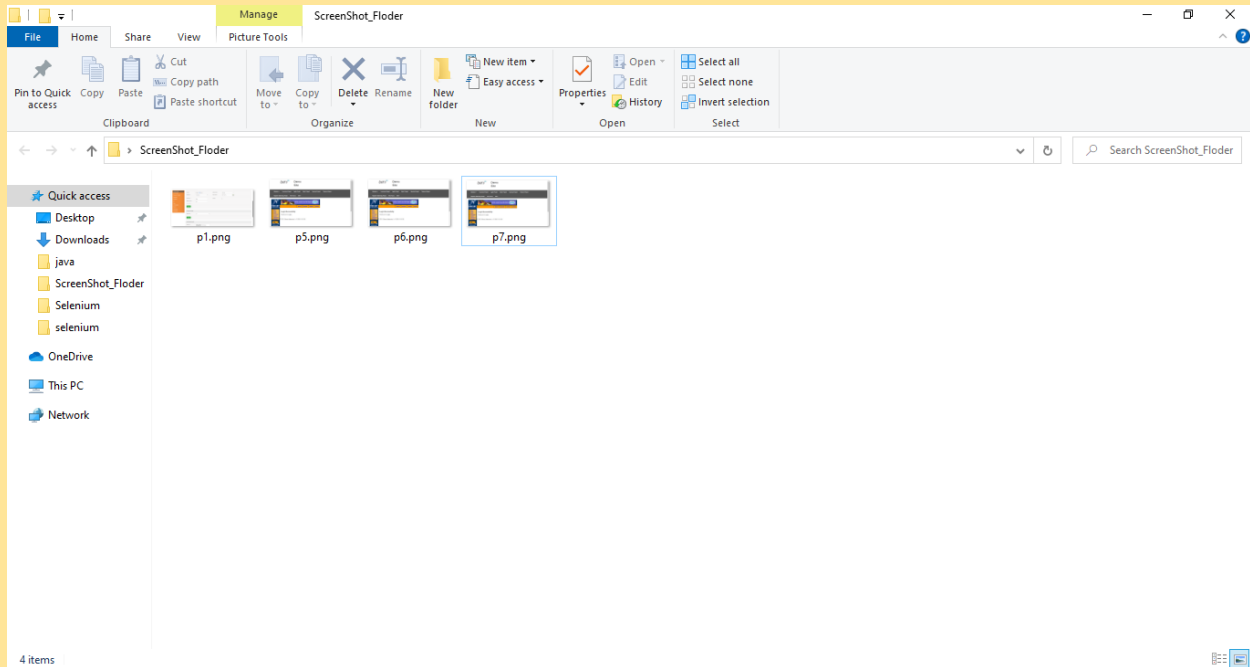 Manage
ScreenShot_Floder
File
Home
Share
View
Picture Tools
Pin to Quick access
Copy
Paste
Cut
Copy path
Paste shortcut
Clipboard
Move to
Copy to
Delete
Rename
Organize
New folder
New item
Easy access
New
Properties
Open
Edit
History
Open
Select all
Select none
Invert selection
Select
ScreenShot_Floder
Search ScreenShot_Floder
Quick access
Desktop
Downloads
java
ScreenShot_Floder
Selenium
selenium
OneDrive
This PC
Network
p1.png
p5.png
p6.png
p7.png
4 items